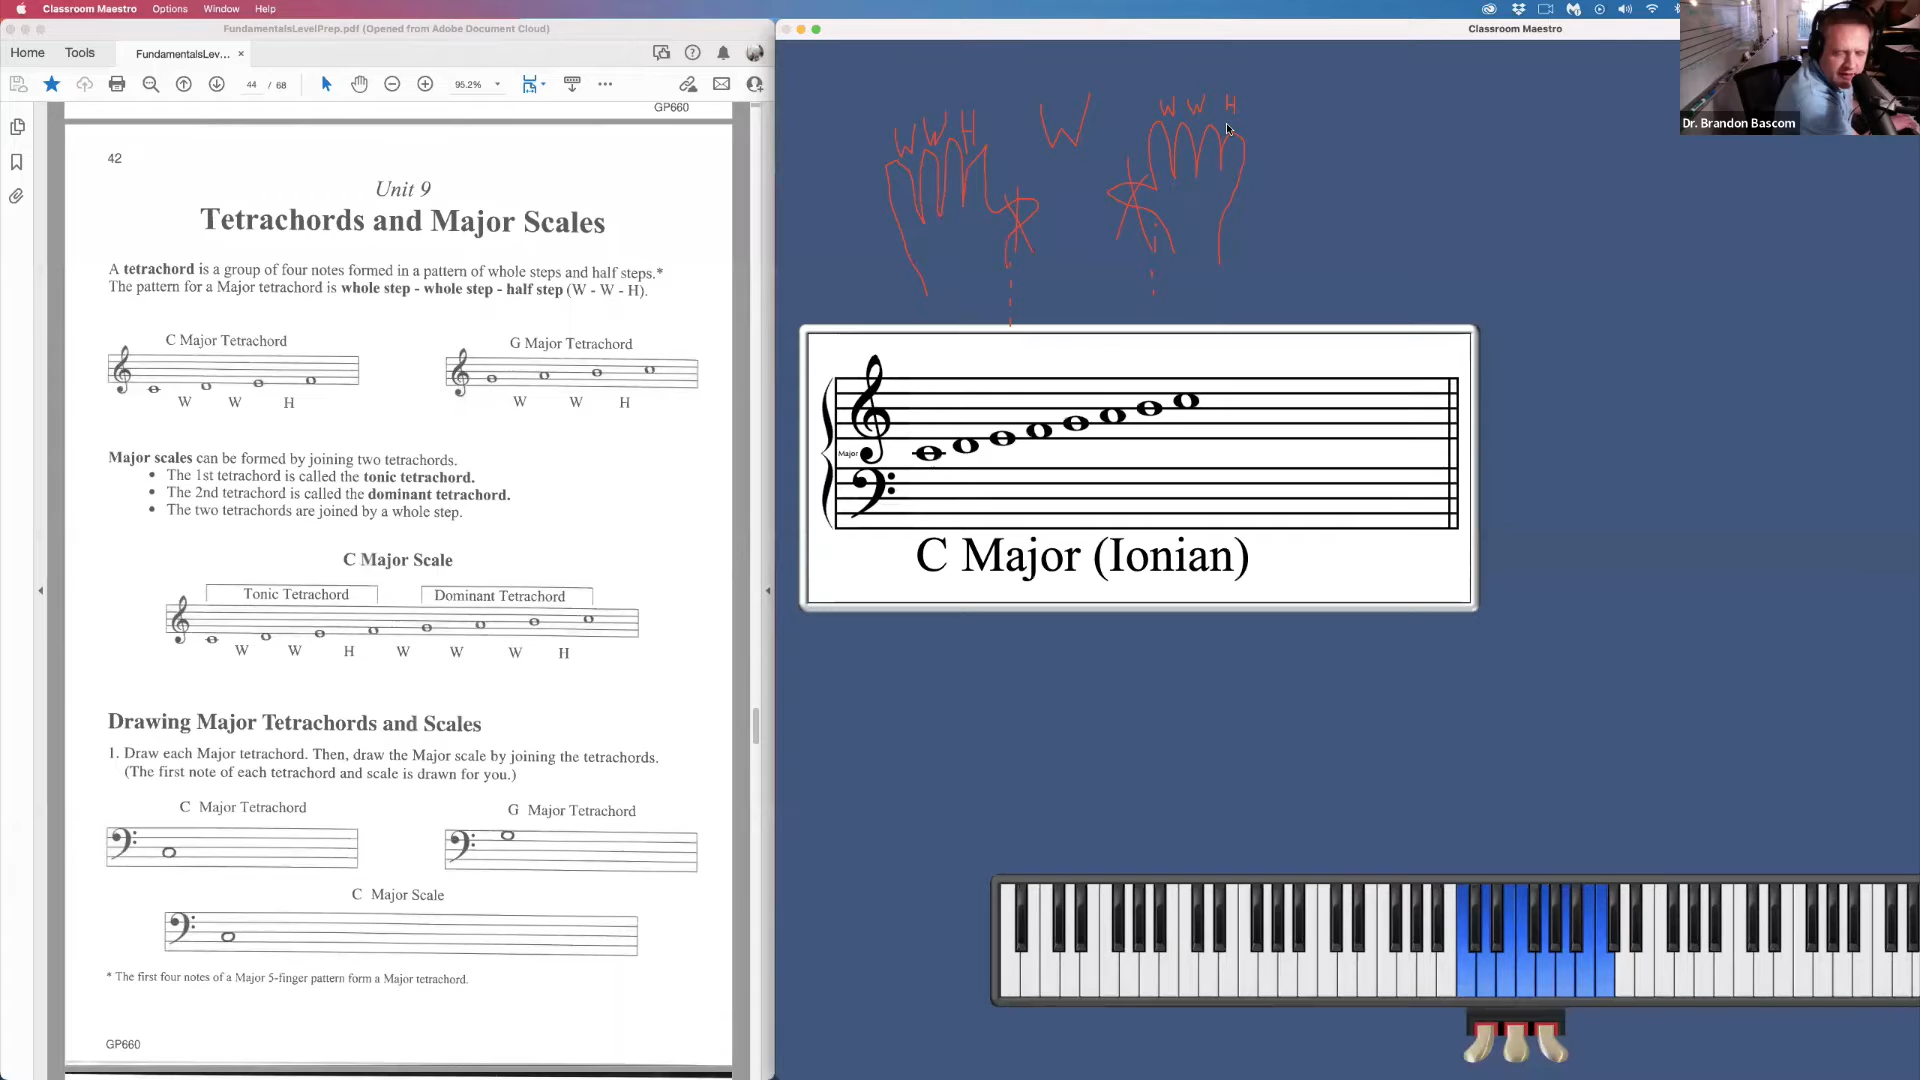 Classroom Maestro Options Window Help
FundamentalsLevelPrep.pdf (Opened from Adobe Document Cloud)
Classroom Maestro
Home Tools FundamentalsLev... ×
44 / 68 95.2%
GP660
42
Unit 9
Tetrachords and Major Scales
A tetrachord is a group of four notes formed in a pattern of whole steps and half steps.*
The pattern for a Major tetrachord is whole step - whole step - half step (W - W - H).
C Major Tetrachord G Major Tetrachord
W W H W W H
Major scales can be formed by joining two tetrachords.
• The 1st tetrachord is called the tonic tetrachord.
• The 2nd tetrachord is called the dominant tetrachord.
• The two tetrachords are joined by a whole step.
C Major Scale
Tonic Tetrachord Dominant Tetrachord
W W H W W W H
Drawing Major Tetrachords and Scales
1. Draw each Major tetrachord. Then, draw the Major scale by joining the tetrachords.
(The first note of each tetrachord and scale is drawn for you.)
C Major Tetrachord G Major Tetrachord
C Major Scale
* The first four notes of a Major 5-finger pattern form a Major tetrachord.
GP660
W W H W W W H
Major
C Major (Ionian)
Dr. Brandon Bascom